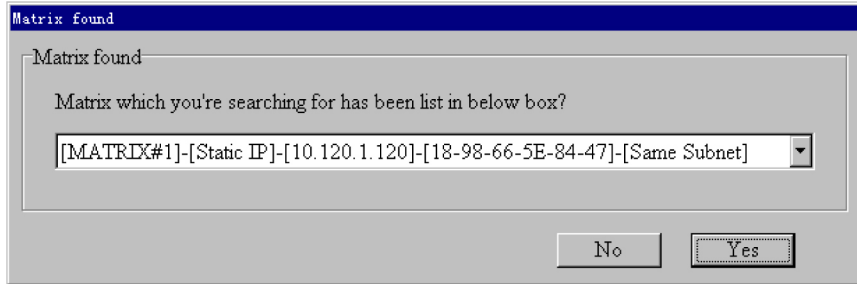 Matrix found
Matrix found
Matrix which you're searching for has been list in below box?
[MATRIX#1]-[Static IP]-[10.120.1.120]-[18-98-66-5E-84-47]-[Same Subnet]
No Yes